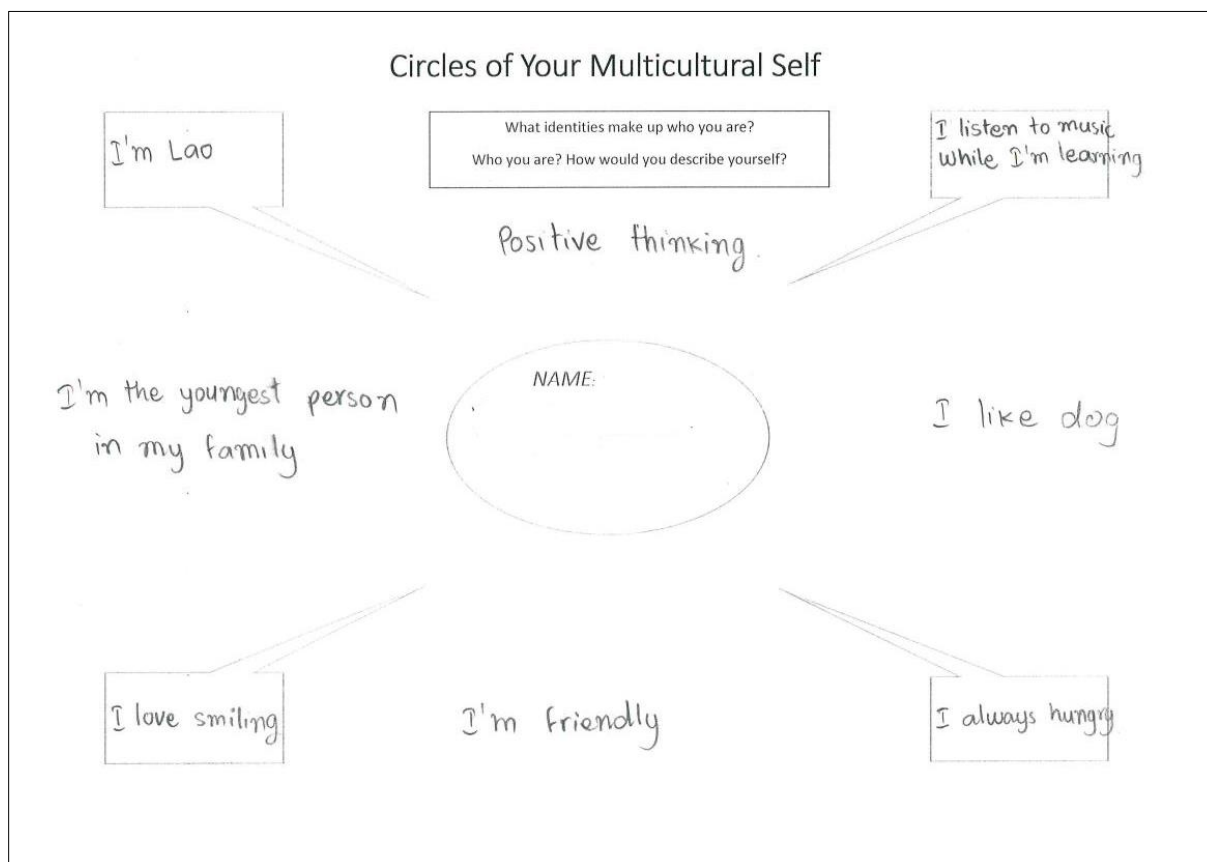 Circles of Your Multicultural Self
I'm Lao
What identities make up who you are?
Who you are? How would you describe yourself?
I listen to music
while I'm learning
Positive thinking.
NAME:
I'm the youngest person
in my family
I like dog
I love smiling
I'm friendly
I always hungry